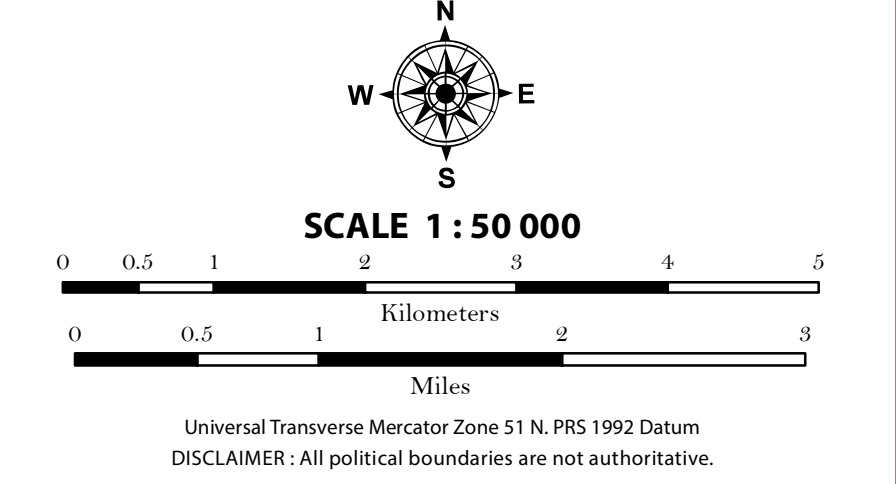 N
W E
S
SCALE 1 : 50 000
0 0.5 1 2 3 4 5
Kilometers
0 0.5 1 2 3
Miles
Universal Transverse Mercator Zone 51 N. PRS 1992 Datum
DISCLAIMER : All political boundaries are not authoritative.